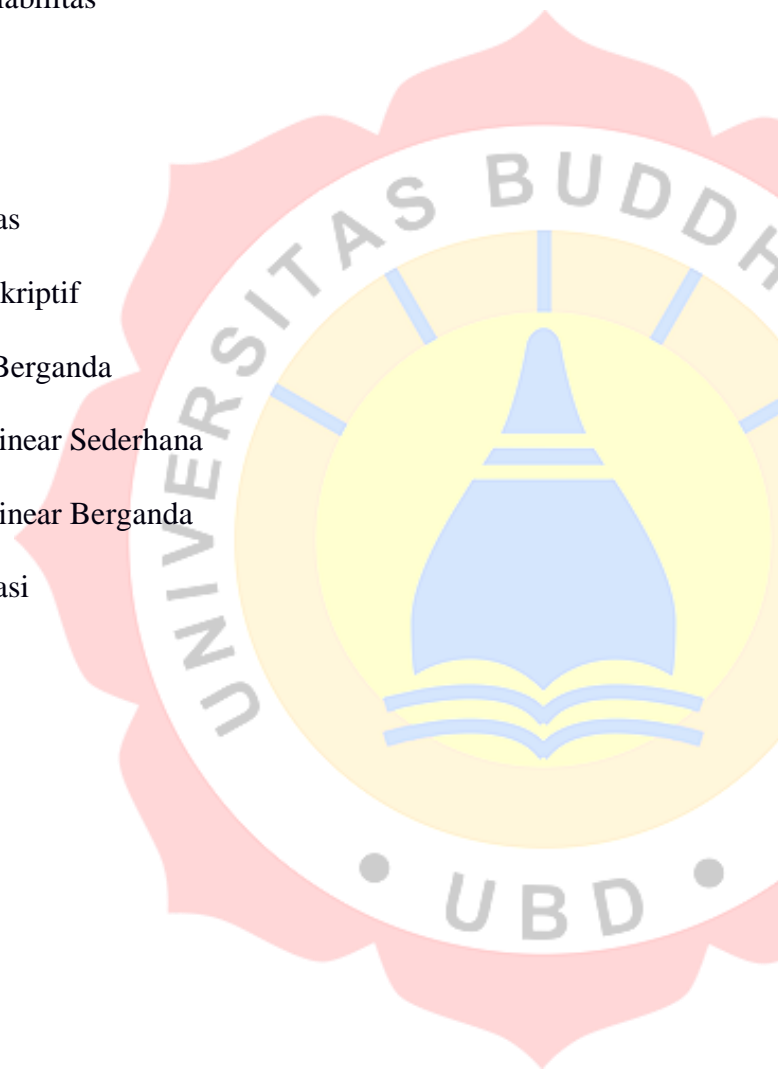 abilitas
as
kriptif
Berganda
inear Sederhana
inear Berganda
asi
UNIVERSITAS BUDDH
• UBD •